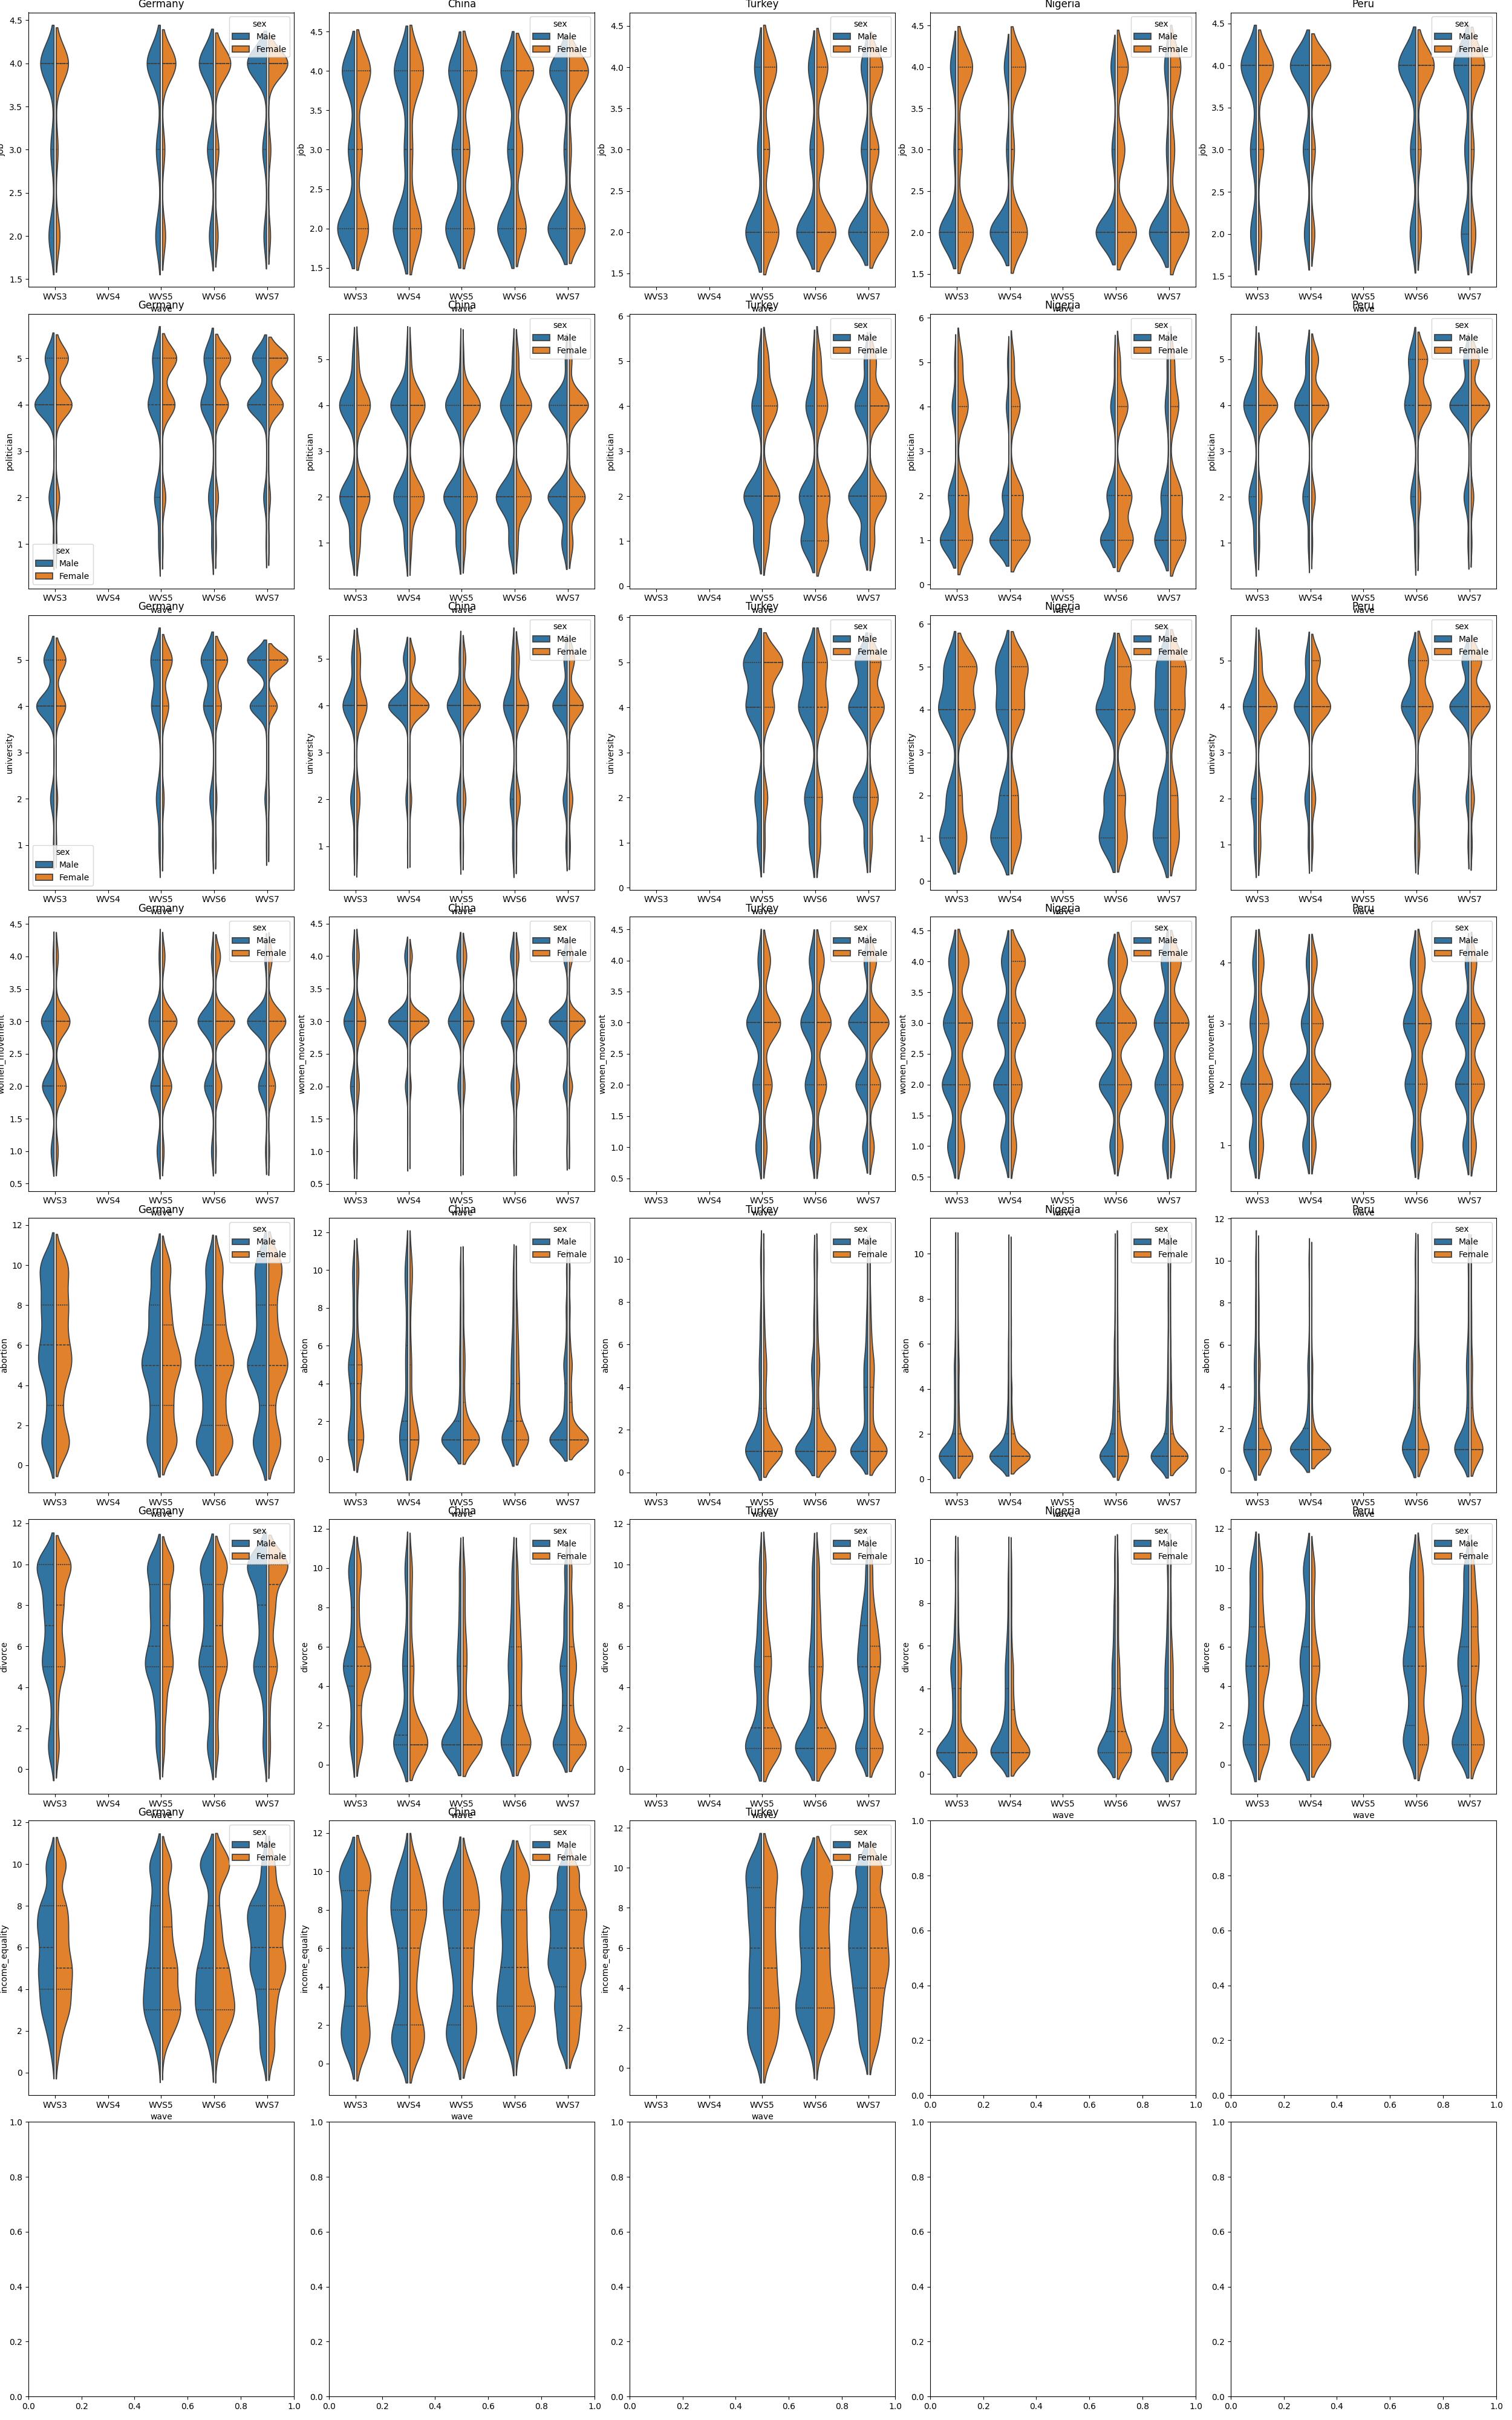 Germany
sex
Male
Female
4.5
4.0
3.5
3.0
2.5
2.0
1.5
job
WVS3 WVS4 WVS5 WVS6 WVS7
wave
China
sex
Male
Female
4.5
4.0
3.5
3.0
2.5
2.0
1.5
job
WVS3 WVS4 WVS5 WVS6 WVS7
wave
Turkey
sex
Male
Female
4.5
4.0
3.5
3.0
2.5
2.0
1.5
job
WVS3 WVS4 WVS5 WVS6 WVS7
wave
Nigeria
sex
Male
Female
4.5
4.0
3.5
3.0
2.5
2.0
1.5
job
WVS3 WVS4 WVS5 WVS6 WVS7
wave
Peru
sex
Male
Female
4.5
4.0
3.5
3.0
2.5
2.0
1.5
job
WVS3 WVS4 WVS5 WVS6 WVS7
wave
Germany
5
4
3
2
1
politician
sex
Male
Female
WVS3 WVS4 WVS5 WVS6 WVS7
wave
China
sex
Male
Female
5
4
3
2
1
politician
WVS3 WVS4 WVS5 WVS6 WVS7
wave
Turkey
sex
Male
Female
6
5
4
3
2
1
0
politician
WVS3 WVS4 WVS5 WVS6 WVS7
wave
Nigeria
sex
Male
Female
6
5
4
3
2
1
0
politician
WVS3 WVS4 WVS5 WVS6 WVS7
wave
Peru
sex
Male
Female
5
4
3
2
1
politician
WVS3 WVS4 WVS5 WVS6 WVS7
wave
Germany
5
4
3
2
1
university
sex
Male
Female
WVS3 WVS4 WVS5 WVS6 WVS7
wave
China
sex
Male
Female
5
4
3
2
1
university
WVS3 WVS4 WVS5 WVS6 WVS7
wave
Turkey
sex
Male
Female
6
5
4
3
2
1
0
university
WVS3 WVS4 WVS5 WVS6 WVS7
wave
Nigeria
sex
Male
Female
6
5
4
3
2
1
0
university
WVS3 WVS4 WVS5 WVS6 WVS7
wave
Peru
sex
Male
Female
5
4
3
2
1
university
WVS3 WVS4 WVS5 WVS6 WVS7
wave
Germany
sex
Male
Female
4.5
4.0
3.5
3.0
2.5
2.0
1.5
1.0
0.5
women_movement
WVS3 WVS4 WVS5 WVS6 WVS7
wave
China
sex
Male
Female
4.5
4.0
3.5
3.0
2.5
2.0
1.5
1.0
0.5
women_movement
WVS3 WVS4 WVS5 WVS6 WVS7
wave
Turkey
sex
Male
Female
4.5
4.0
3.5
3.0
2.5
2.0
1.5
1.0
0.5
women_movement
WVS3 WVS4 WVS5 WVS6 WVS7
wave
Nigeria
sex
Male
Female
4.5
4.0
3.5
3.0
2.5
2.0
1.5
1.0
0.5
women_movement
WVS3 WVS4 WVS5 WVS6 WVS7
wave
Peru
sex
Male
Female
4
3
2
1
women_movement
WVS3 WVS4 WVS5 WVS6 WVS7
wave
Germany
sex
Male
Female
12
10
8
6
4
2
0
abortion
WVS3 WVS4 WVS5 WVS6 WVS7
wave
China
sex
Male
Female
12
10
8
6
4
2
0
abortion
WVS3 WVS4 WVS5 WVS6 WVS7
wave
Turkey
sex
Male
Female
10
8
6
4
2
0
abortion
WVS3 WVS4 WVS5 WVS6 WVS7
wave
Nigeria
sex
Male
Female
10
8
6
4
2
0
abortion
WVS3 WVS4 WVS5 WVS6 WVS7
wave
Peru
sex
Male
Female
12
10
8
6
4
2
0
abortion
WVS3 WVS4 WVS5 WVS6 WVS7
wave
Germany
sex
Male
Female
12
10
8
6
4
2
0
divorce
WVS3 WVS4 WVS5 WVS6 WVS7
wave
China
sex
Male
Female
12
10
8
6
4
2
0
divorce
WVS3 WVS4 WVS5 WVS6 WVS7
wave
Turkey
sex
Male
Female
12
10
8
6
4
2
0
divorce
WVS3 WVS4 WVS5 WVS6 WVS7
wave
Nigeria
sex
Male
Female
10
8
6
4
2
0
divorce
WVS3 WVS4 WVS5 WVS6 WVS7
wave
Peru
sex
Male
Female
12
10
8
6
4
2
0
divorce
WVS3 WVS4 WVS5 WVS6 WVS7
wave
Germany
sex
Male
Female
12
10
8
6
4
2
0
income_equality
WVS3 WVS4 WVS5 WVS6 WVS7
wave
China
sex
Male
Female
12
10
8
6
4
2
0
income_equality
WVS3 WVS4 WVS5 WVS6 WVS7
wave
Turkey
sex
Male
Female
12
10
8
6
4
2
0
income_equality
WVS3 WVS4 WVS5 WVS6 WVS7
wave
1.0
0.8
0.6
0.4
0.2
0.0
0.0 0.2 0.4 0.6 0.8 1.0
1.0
0.8
0.6
0.4
0.2
0.0
0.0 0.2 0.4 0.6 0.8 1.0
1.0
0.8
0.6
0.4
0.2
0.0
0.0 0.2 0.4 0.6 0.8 1.0
1.0
0.8
0.6
0.4
0.2
0.0
0.0 0.2 0.4 0.6 0.8 1.0
1.0
0.8
0.6
0.4
0.2
0.0
0.0 0.2 0.4 0.6 0.8 1.0
1.0
0.8
0.6
0.4
0.2
0.0
0.0 0.2 0.4 0.6 0.8 1.0
1.0
0.8
0.6
0.4
0.2
0.0
0.0 0.2 0.4 0.6 0.8 1.0